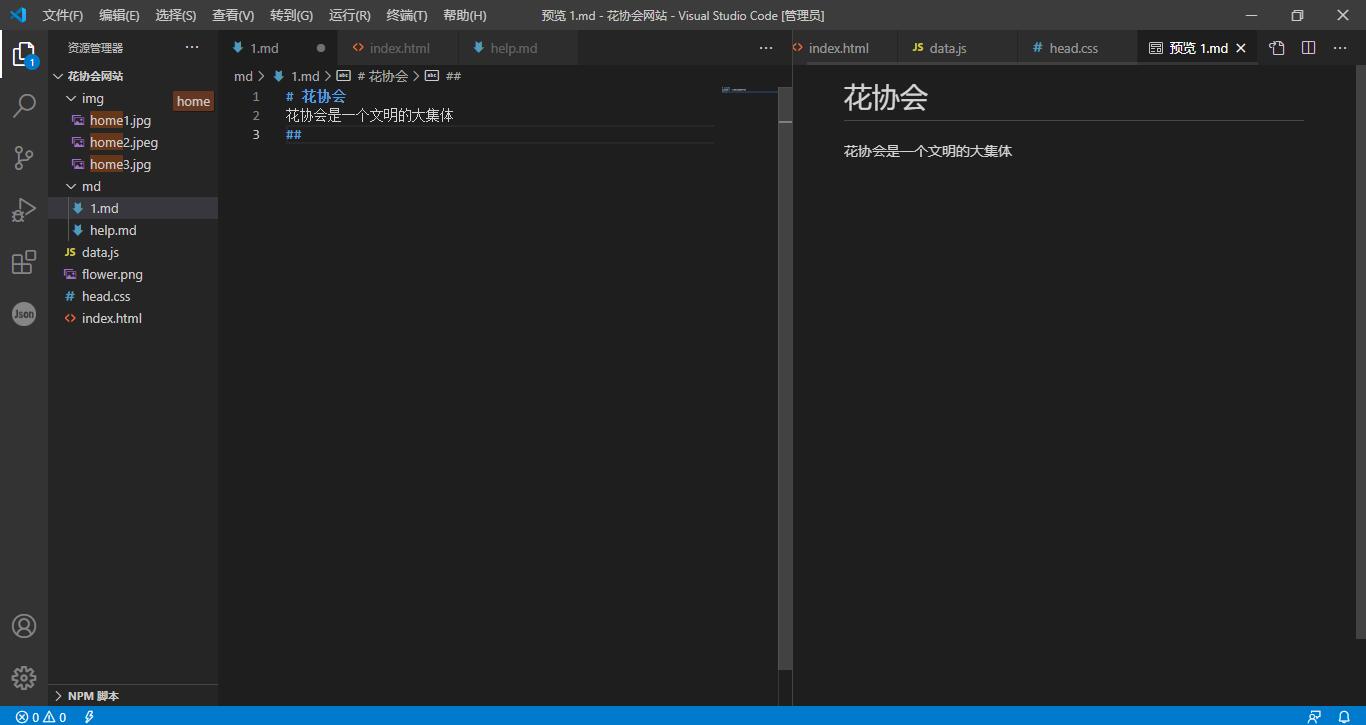 文件(F) 编辑(E) 选择(S) 查看(V) 转到(G) 运行(R) 终端(T) 帮助(H) 预览 1.md - 花协会网站 - Visual Studio Code [管理员]
资源管理器
1.md index.html help.md
index.html data.js head.css 预览 1.md
1
花协会网站
img
home
home1.jpg
home2.jpeg
home3.jpg
md
1.md
help.md
data.js
flower.png
head.css
index.html
Json
NPM 脚本
md > 1.md > # 花协会 > ##
1 # 花协会
2 花协会是一个文明的大集体
3 ##
花协会
花协会是一个文明的大集体
0 0